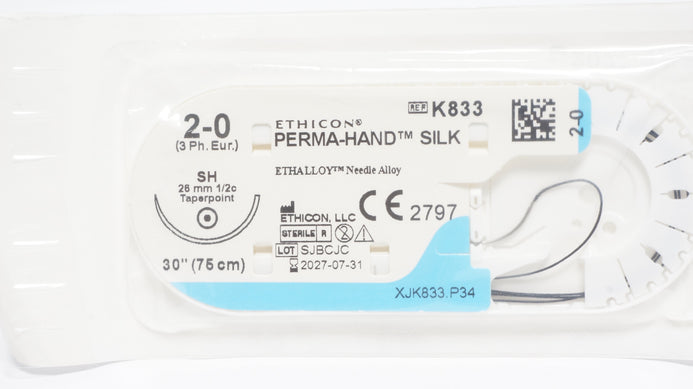 2-0
(3 Ph. Eur.)
ETHICON®
REF K833
PERMA-HAND™ SILK
2-0
ETHALLOY™ Needle Alloy
SH
26 mm 1/2c
Taperpoint
ETHICON, LLC
CE 2797
STERILE R
LOT SJBCJC
2027-07-31
30" (75 cm)
XJK833.P34